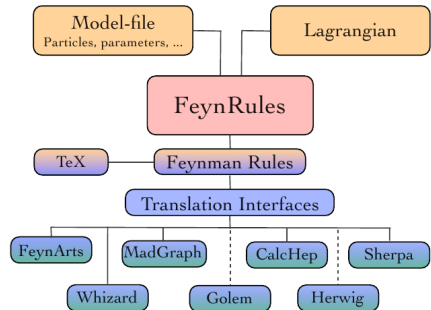 Model-file
Particles, parameters, ...
Lagrangian
FeynRules
TeX
Feynman Rules
Translation Interfaces
FeynArts
MadGraph
CalcHep
Sherpa
Whizard
Golem
Herwig